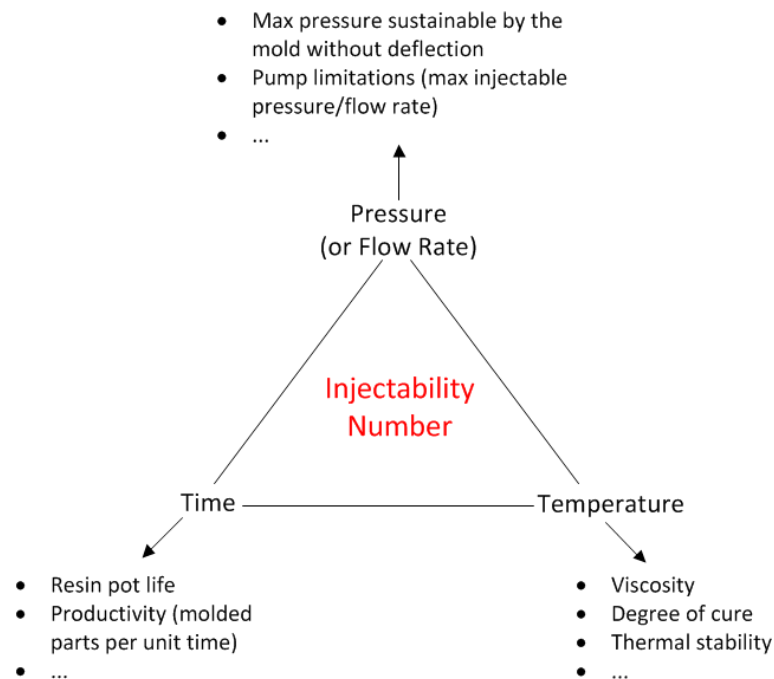 • Max pressure sustainable by the
mold without deflection
• Pump limitations (max injectable
pressure/flow rate)
• ...
Pressure
(or Flow Rate)
Injectability
Number
Time
Temperature
• Resin pot life
• Productivity (molded
parts per unit time)
• ...
• Viscosity
• Degree of cure
• Thermal stability
• ...